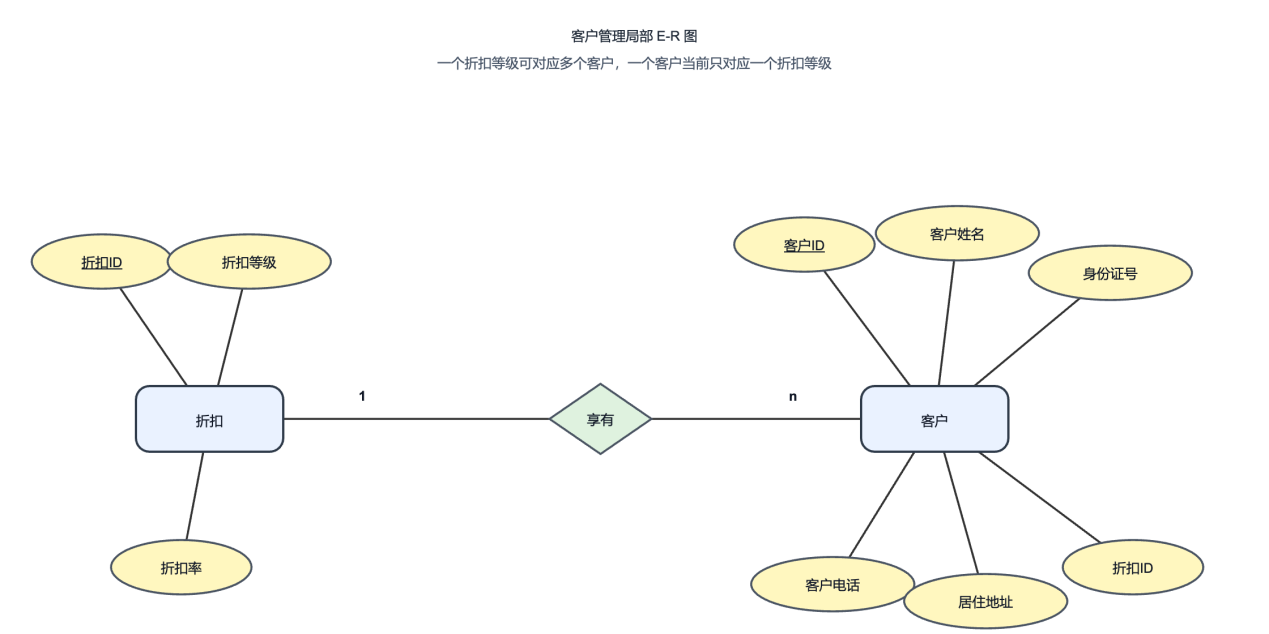 客户管理局部 E-R 图
一个折扣等级可对应多个客户，一个客户当前只对应一个折扣等级
客户ID
客户姓名
折扣ID
折扣等级
身份证号
1
n
折扣
享有
客户
折扣率
客户电话
居住地址
折扣ID